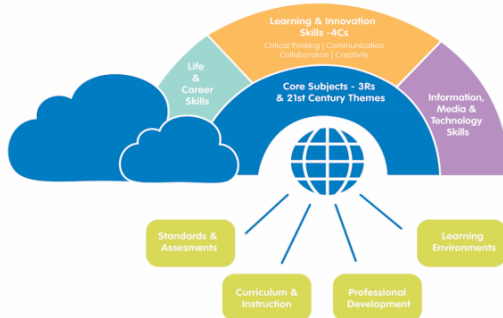 Learning & Innovation
Skills -4Cs
Critical thinking | Communication
Collaboration | Creativity
Life
&
Career
Skills
Core Subjects - 3Rs
& 21st Century Themes
Information,
Media &
Technology
Skills
Standards &
Assesments
Learning
Environments
Curriculum &
Instruction
Professional
Development